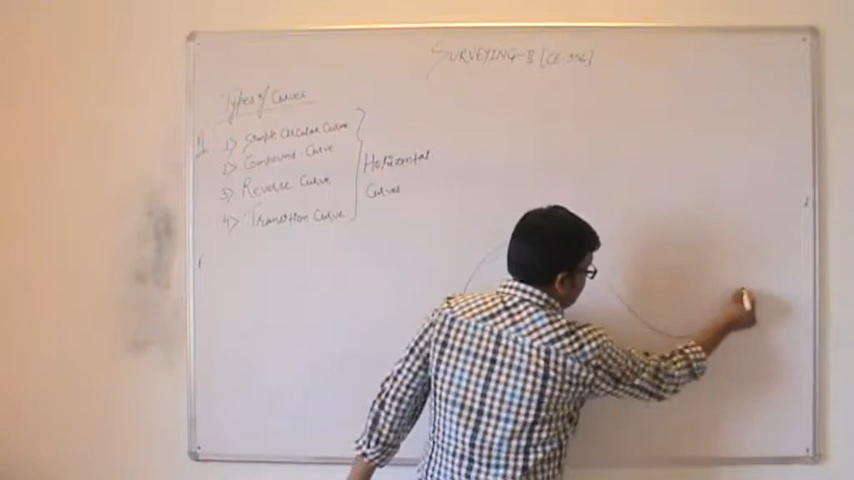 SURVEYING-II [CE-356]
Types of Curves
1) Simple Circular Curve
2) Compound Curve
3) Reverse Curve
4) Transition Curve
Horizontal
Curves